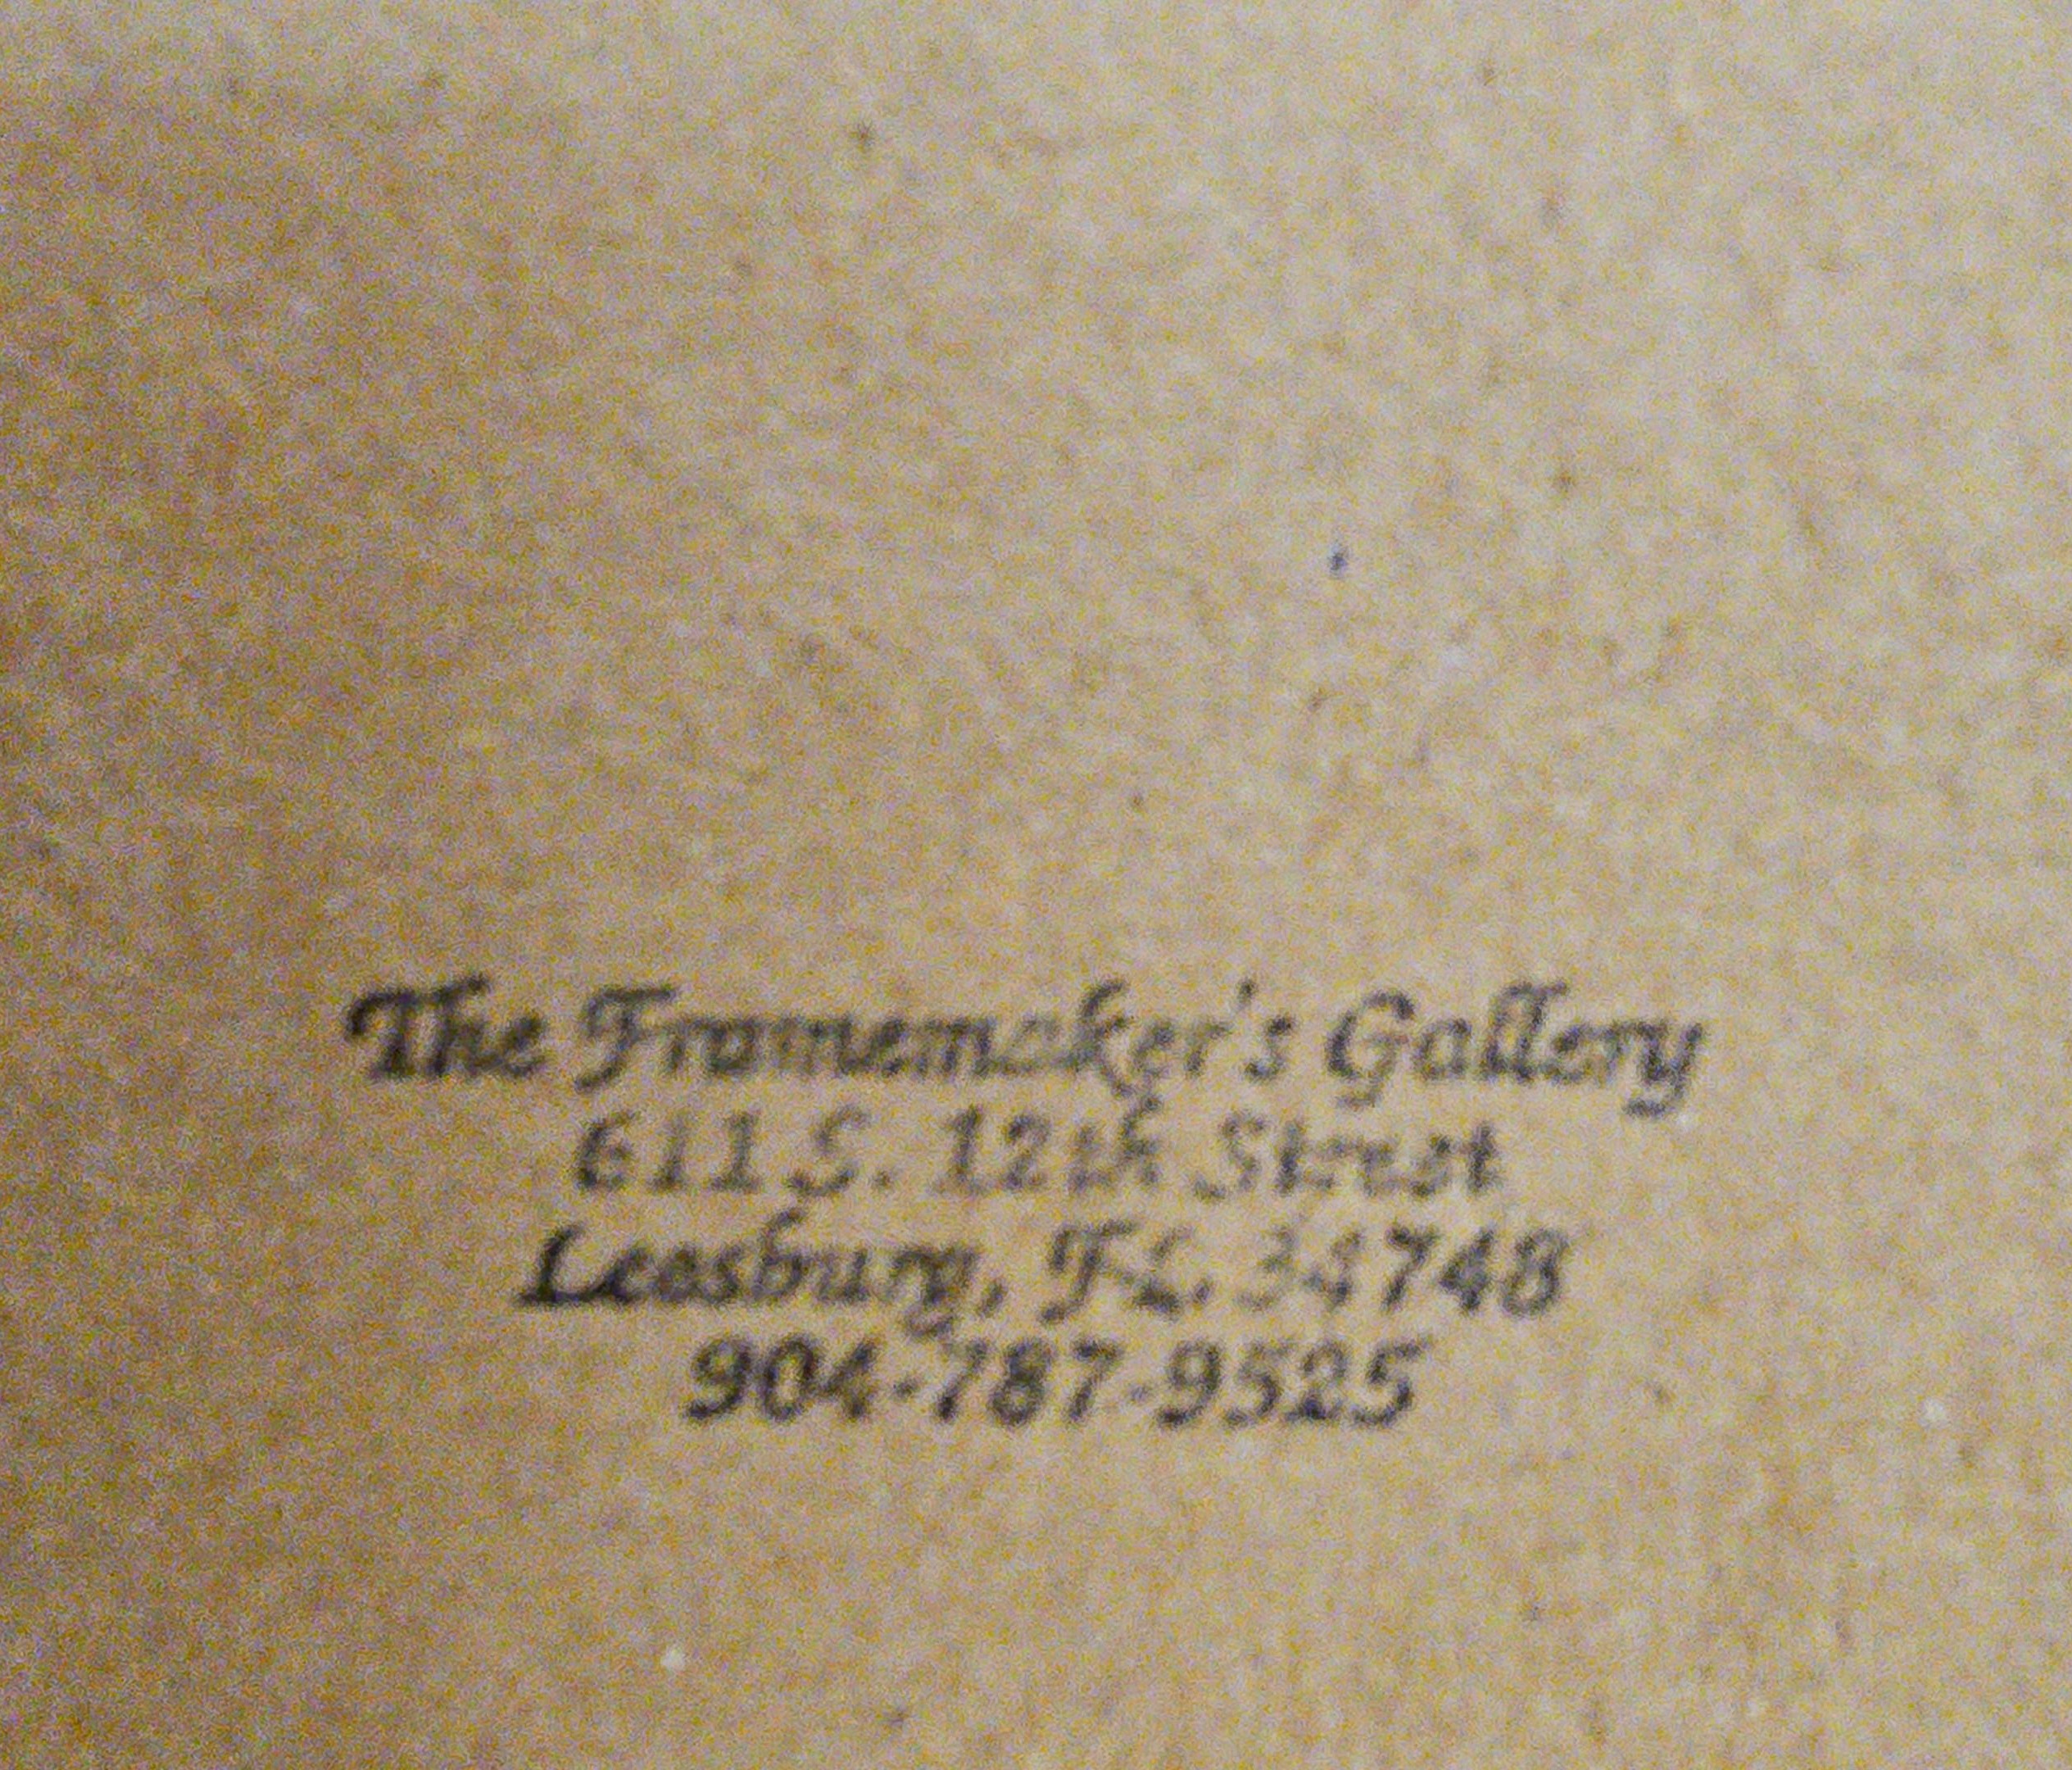 The Framemaker's Gallery
611 S. 12th Street
Leesburg, FL. 34748
904-787-9525